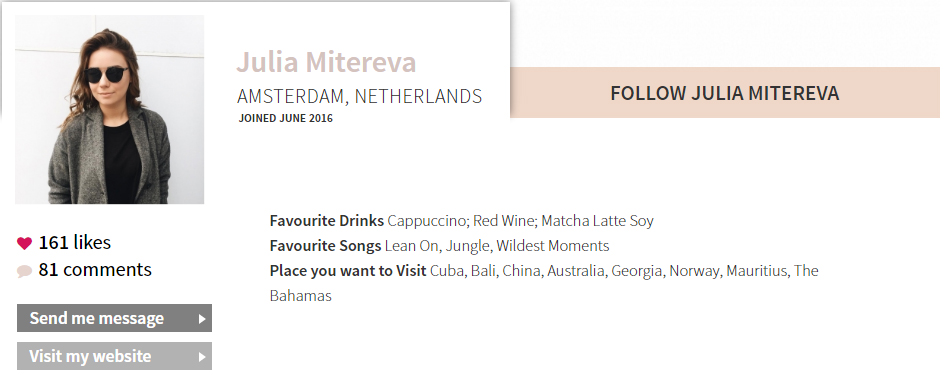 Julia Mitereva
AMSTERDAM, NETHERLANDS
JOINED JUNE 2016
FOLLOW JULIA MITEREVA
Favourite Drinks Cappuccino; Red Wine; Matcha Latte Soy
Favourite Songs Lean On, Jungle, Wildest Moments
Place you want to Visit Cuba, Bali, China, Australia, Georgia, Norway, Mauritius, The
Bahamas
161 likes
81 comments
Send me message
Visit my website